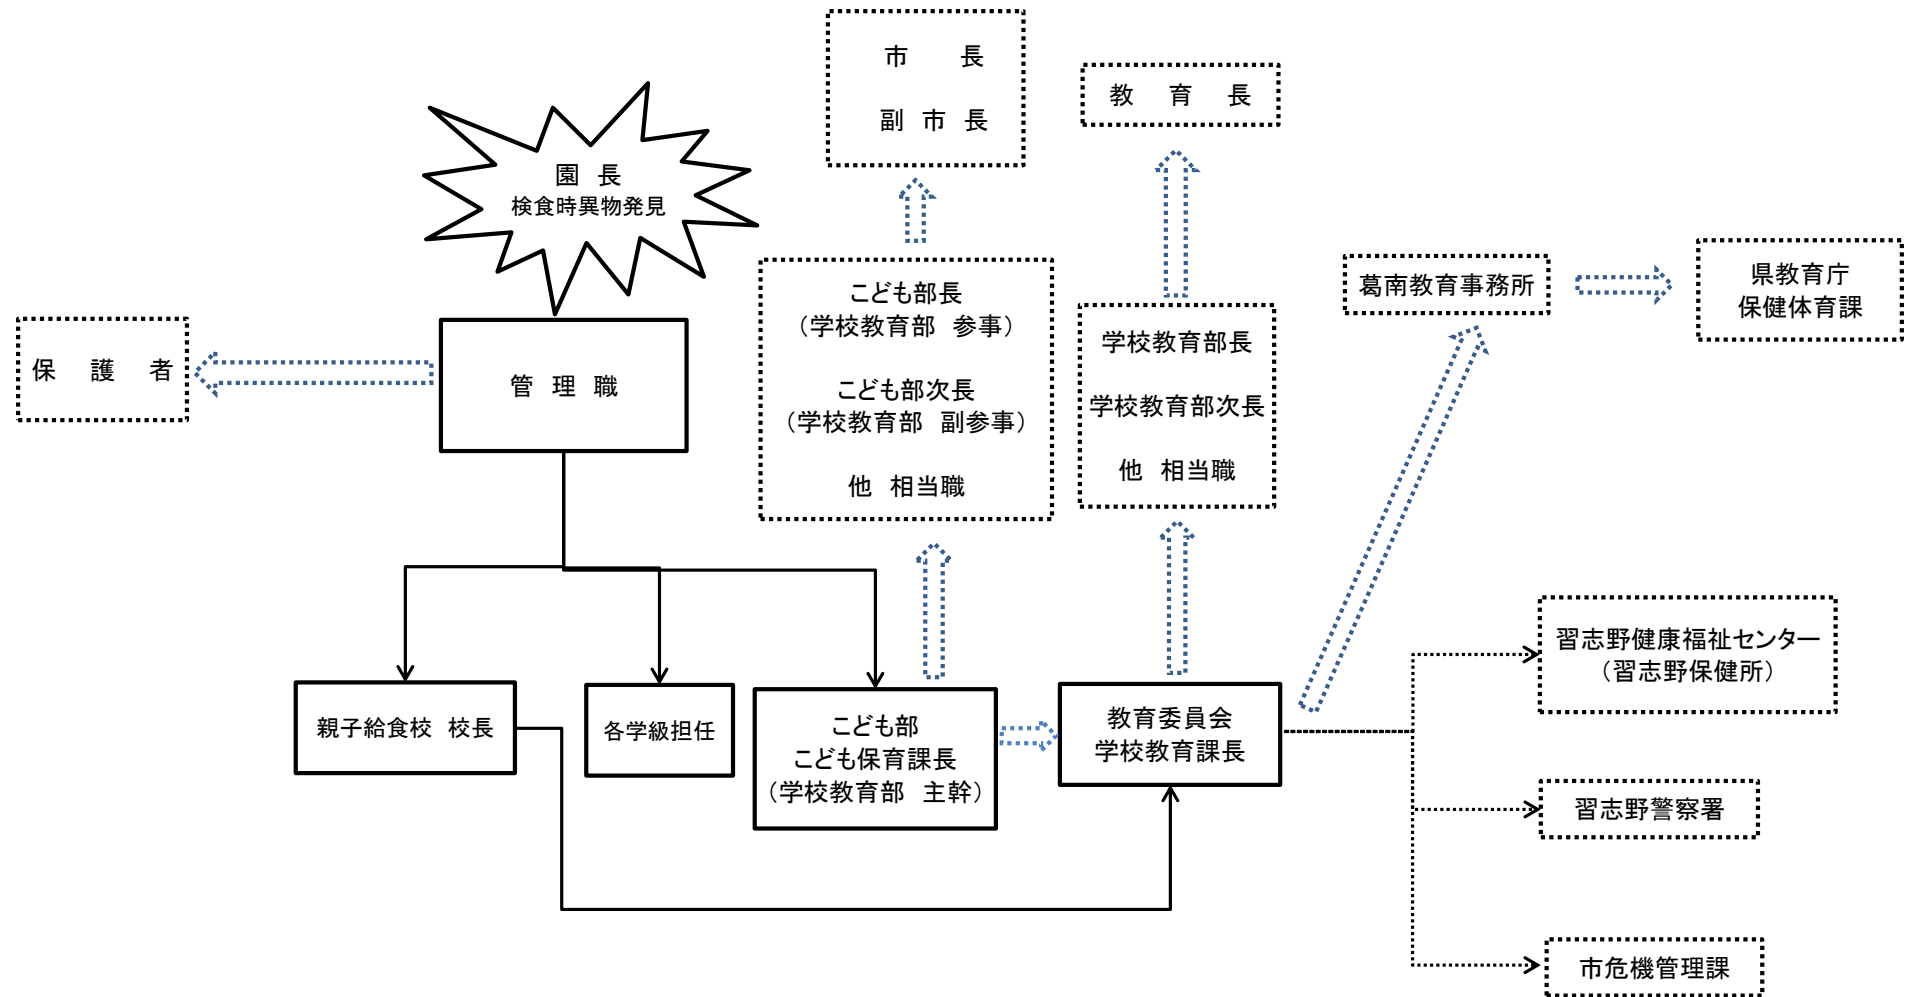 市　長
副 市 長
教 育 長
園 長
検食時異物発見
こども部長
（学校教育部　参事）
こども部次長
（学校教育部　副参事）
他　相当職
学校教育部長
学校教育部次長
他　相当職
葛南教育事務所
県教育庁
保健体育課
保 護 者
管 理 職
親子給食校　校長
各学級担任
こども部
こども保育課長
（学校教育部　主幹）
教育委員会
学校教育課長
習志野健康福祉センター
（習志野保健所）
習志野警察署
市危機管理課